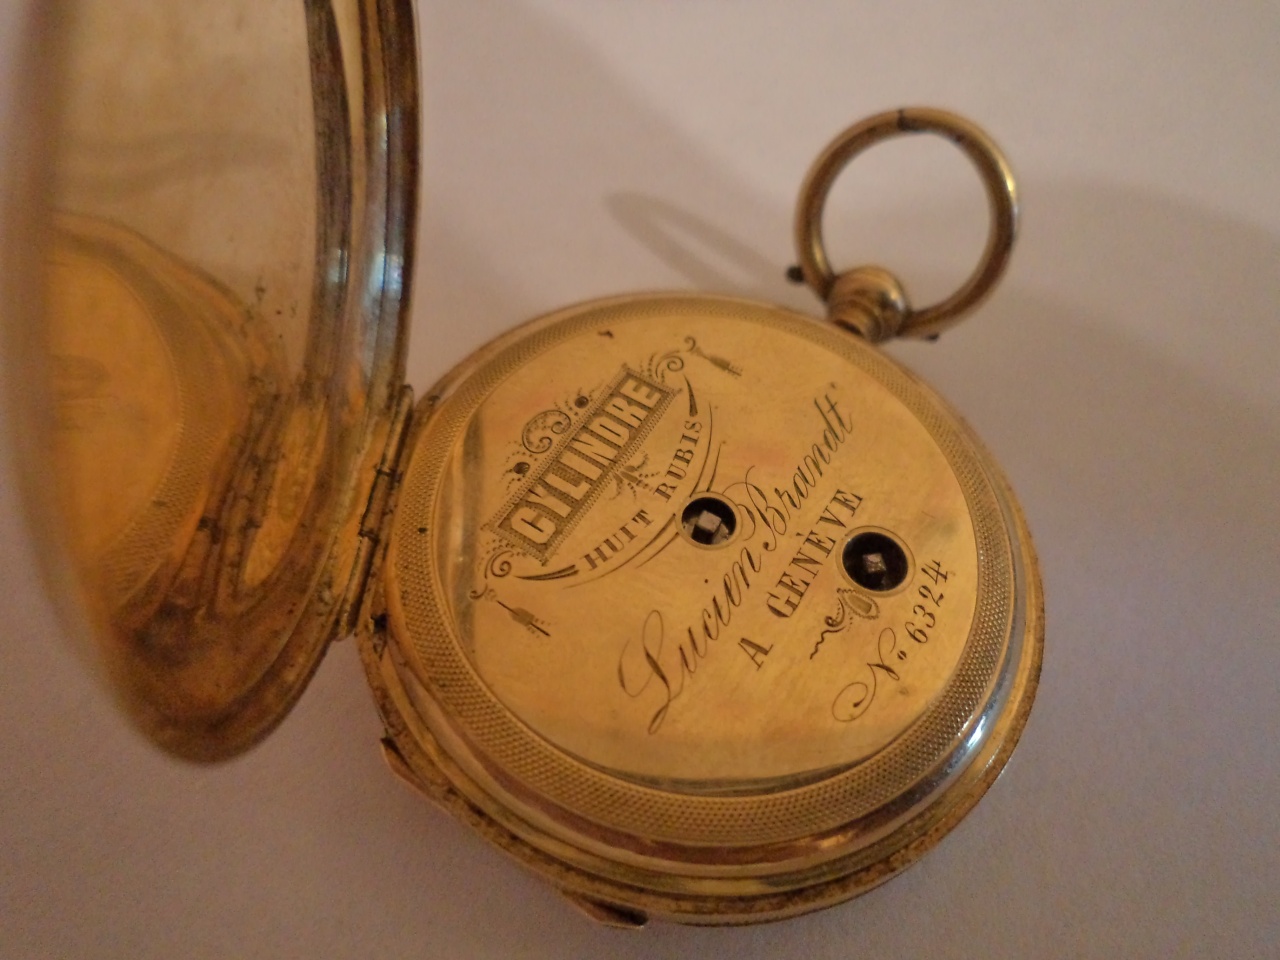 CYLINDRE
HUIT RUBIS
Lucien Brandt
A GENÈVE
No. 6324